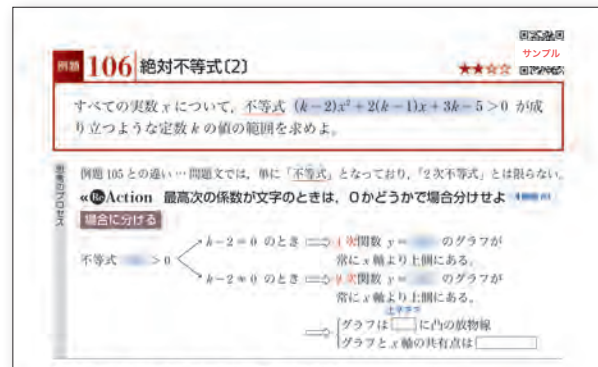 サンプル
例題 106 絶対不等式〔2〕 ★★☆☆
すべての実数 x について，不等式 (k−2)x²+2(k−1)x+3k−5>0 が成
り立つような定数 k の値の範囲を求めよ。
思考のプロセス
例題 105 との違い…問題文では，単に「不等式」となっており，「2次不等式」とは限らない。
«Re Action 最高次の係数が文字のときは，0かどうかで場合分けせよ
場合に分ける
k−2=0 のとき ⟹ 1次関数 y= のグラフが
常に x 軸より上側にある。
不等式 >0
k−2≠0 のとき ⟹ 2次関数 y= のグラフが
常に x 軸より上側にある。
⟹ グラフは□に凸の放物線
グラフと x 軸の共有点は□